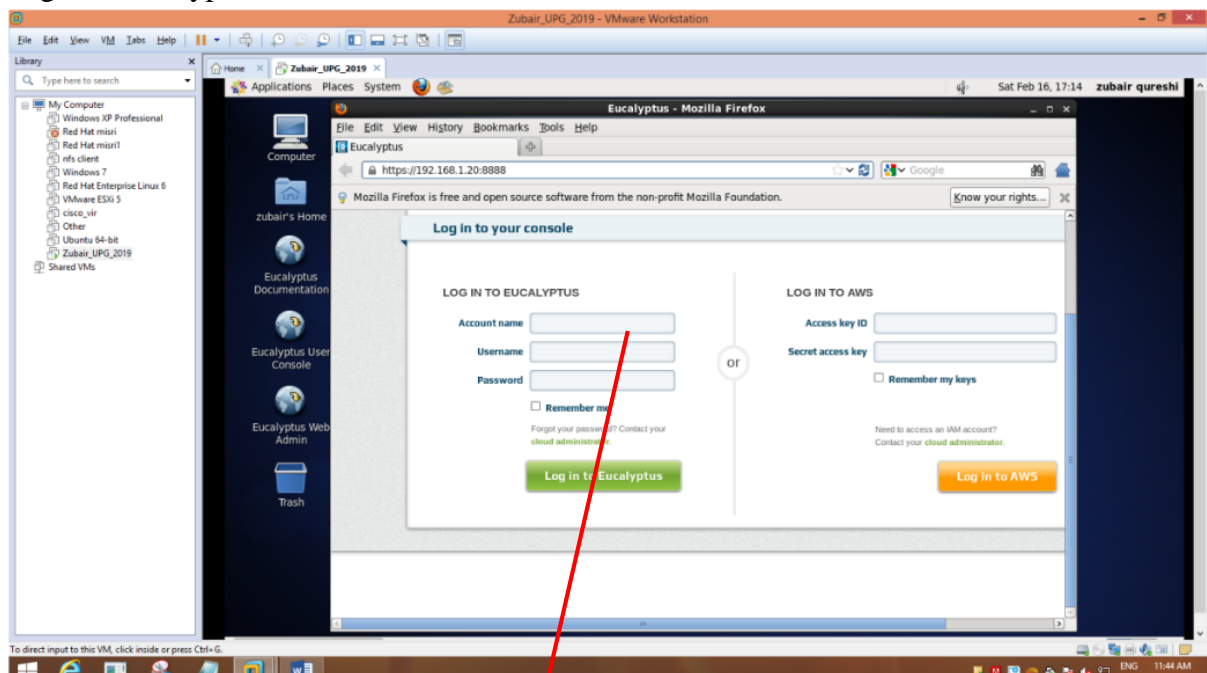 Zubair_UPG_2019 - VMware Workstation
File Edit View VM Tabs Help
Library
Home
Zubair_UPG_2019
Type here to search
Applications Places System
Sat Feb 16, 17:14 zubair qureshi
My Computer
Windows XP Professional
Red Hat misri
Red Hat misri1
nfs client
Windows 7
Red Hat Enterprise Linux 6
VMware ESXi 5
cisco_vir
Other
Ubuntu 64-bit
Zubair_UPG_2019
Shared VMs
Computer
zubair's Home
Eucalyptus
Documentation
Eucalyptus User
Console
Eucalyptus Web
Admin
Trash
Eucalyptus - Mozilla Firefox
File Edit View History Bookmarks Tools Help
Eucalyptus
https://192.168.1.20:8888
Google
Mozilla Firefox is free and open source software from the non-profit Mozilla Foundation.
Know your rights...
Log in to your console
LOG IN TO EUCALYPTUS
Account name
Username
Password
Remember me
Forgot your password? Contact your
cloud administrator.
Log in to Eucalyptus
or
LOG IN TO AWS
Access key ID
Secret access key
Remember my keys
Need to access an IAM account?
Contact your cloud administrator.
Log in to AWS
To direct input to this VM, click inside or press Ctrl+G.
ENG 11:44 AM